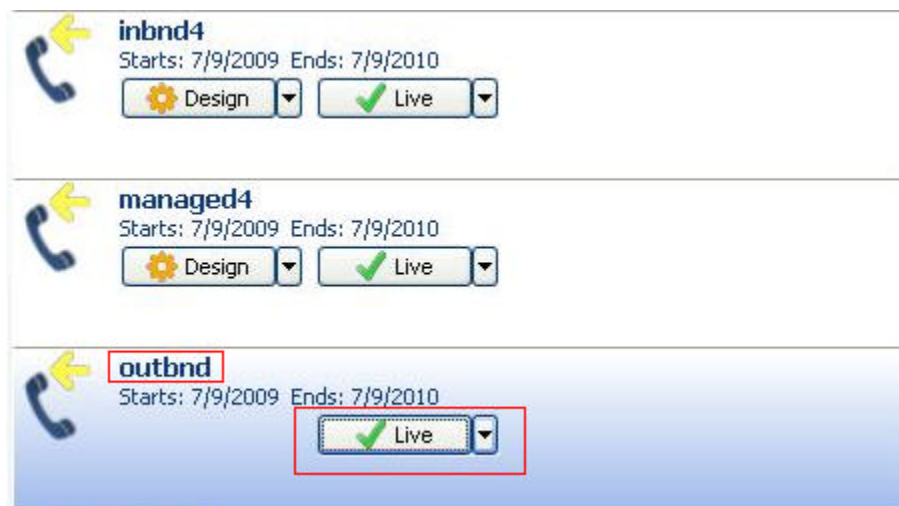 inbnd4
Starts: 7/9/2009 Ends: 7/9/2010
Design Live
managed4
Starts: 7/9/2009 Ends: 7/9/2010
Design Live
outbnd
Starts: 7/9/2009 Ends: 7/9/2010
Live